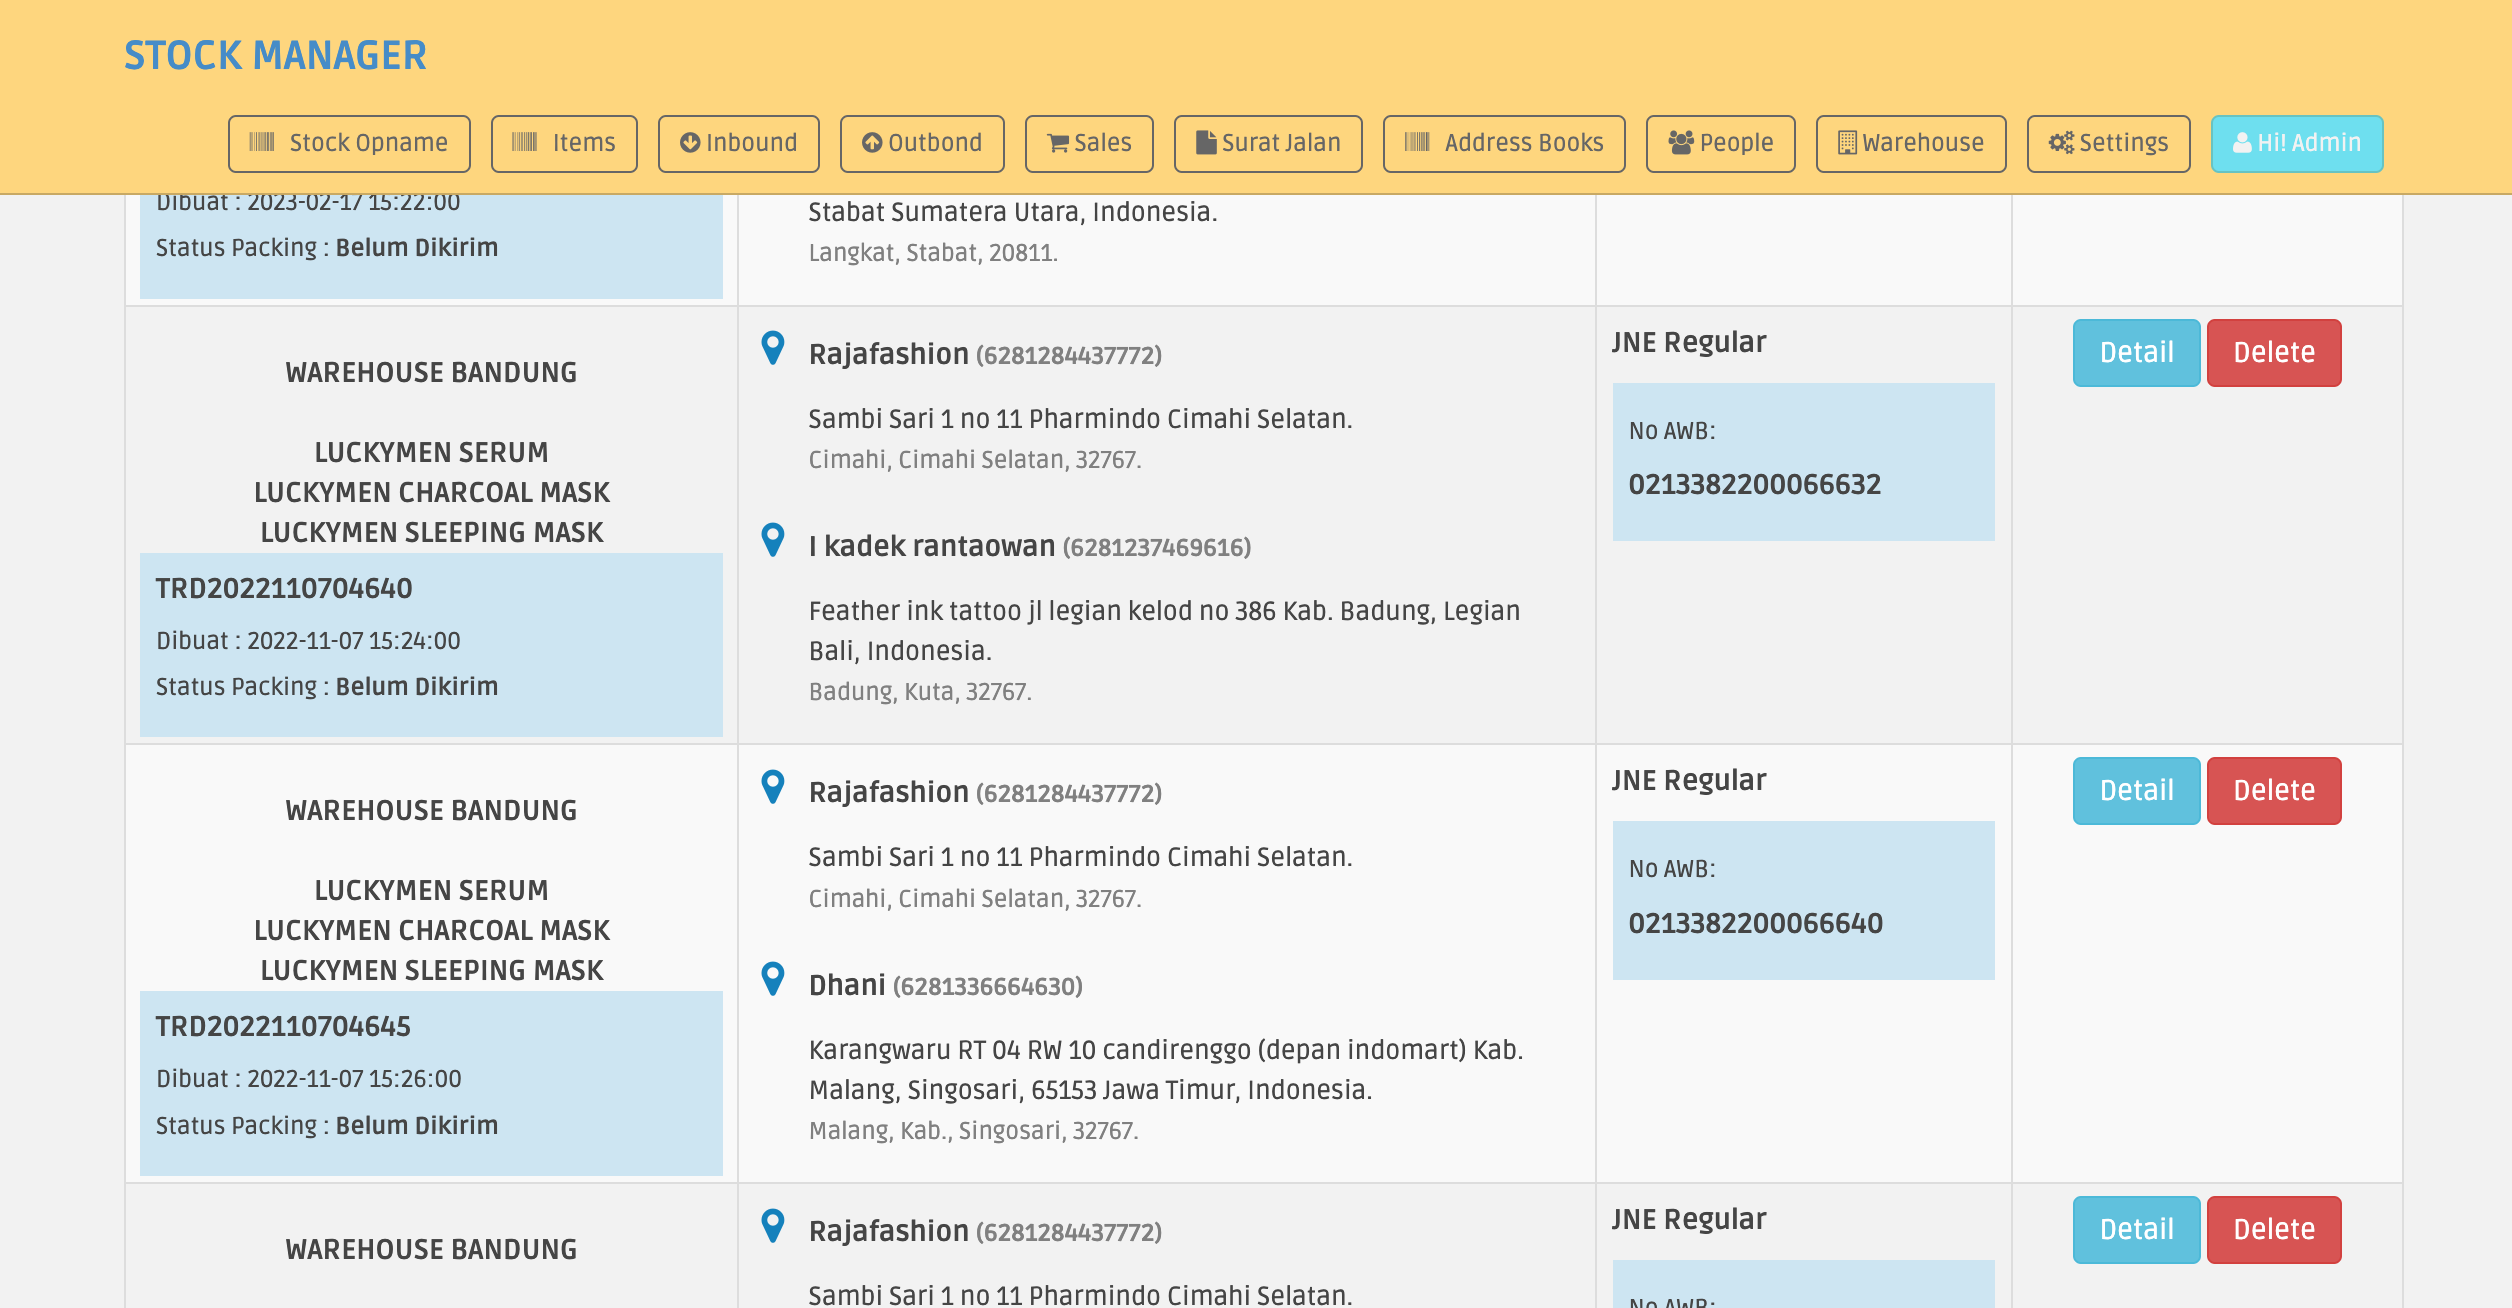 STOCK MANAGER
Stock Opname Items Inbound Outbond Sales Surat Jalan Address Books People Warehouse Settings Hi! Admin
Dibuat : 2023-02-17 15:22:00
Status Packing : Belum Dikirim
Stabat Sumatera Utara, Indonesia.
Langkat, Stabat, 20811.
WAREHOUSE BANDUNG
LUCKYMEN SERUM
LUCKYMEN CHARCOAL MASK
LUCKYMEN SLEEPING MASK
TRD2022110704640
Dibuat : 2022-11-07 15:24:00
Status Packing : Belum Dikirim
Rajafashion (6281284437772)
Sambi Sari 1 no 11 Pharmindo Cimahi Selatan.
Cimahi, Cimahi Selatan, 32767.
I kadek rantaowan (6281237469616)
Feather ink tattoo jl legian kelod no 386 Kab. Badung, Legian
Bali, Indonesia.
Badung, Kuta, 32767.
JNE Regular
No AWB:
0213382200066632
Detail Delete
WAREHOUSE BANDUNG
LUCKYMEN SERUM
LUCKYMEN CHARCOAL MASK
LUCKYMEN SLEEPING MASK
TRD2022110704645
Dibuat : 2022-11-07 15:26:00
Status Packing : Belum Dikirim
Rajafashion (6281284437772)
Sambi Sari 1 no 11 Pharmindo Cimahi Selatan.
Cimahi, Cimahi Selatan, 32767.
Dhani (6281336664630)
Karangwaru RT 04 RW 10 candirenggo (depan indomart) Kab.
Malang, Singosari, 65153 Jawa Timur, Indonesia.
Malang, Kab., Singosari, 32767.
JNE Regular
No AWB:
0213382200066640
Detail Delete
WAREHOUSE BANDUNG
Rajafashion (6281284437772)
Sambi Sari 1 no 11 Pharmindo Cimahi Selatan.
JNE Regular
No AWB:
Detail Delete